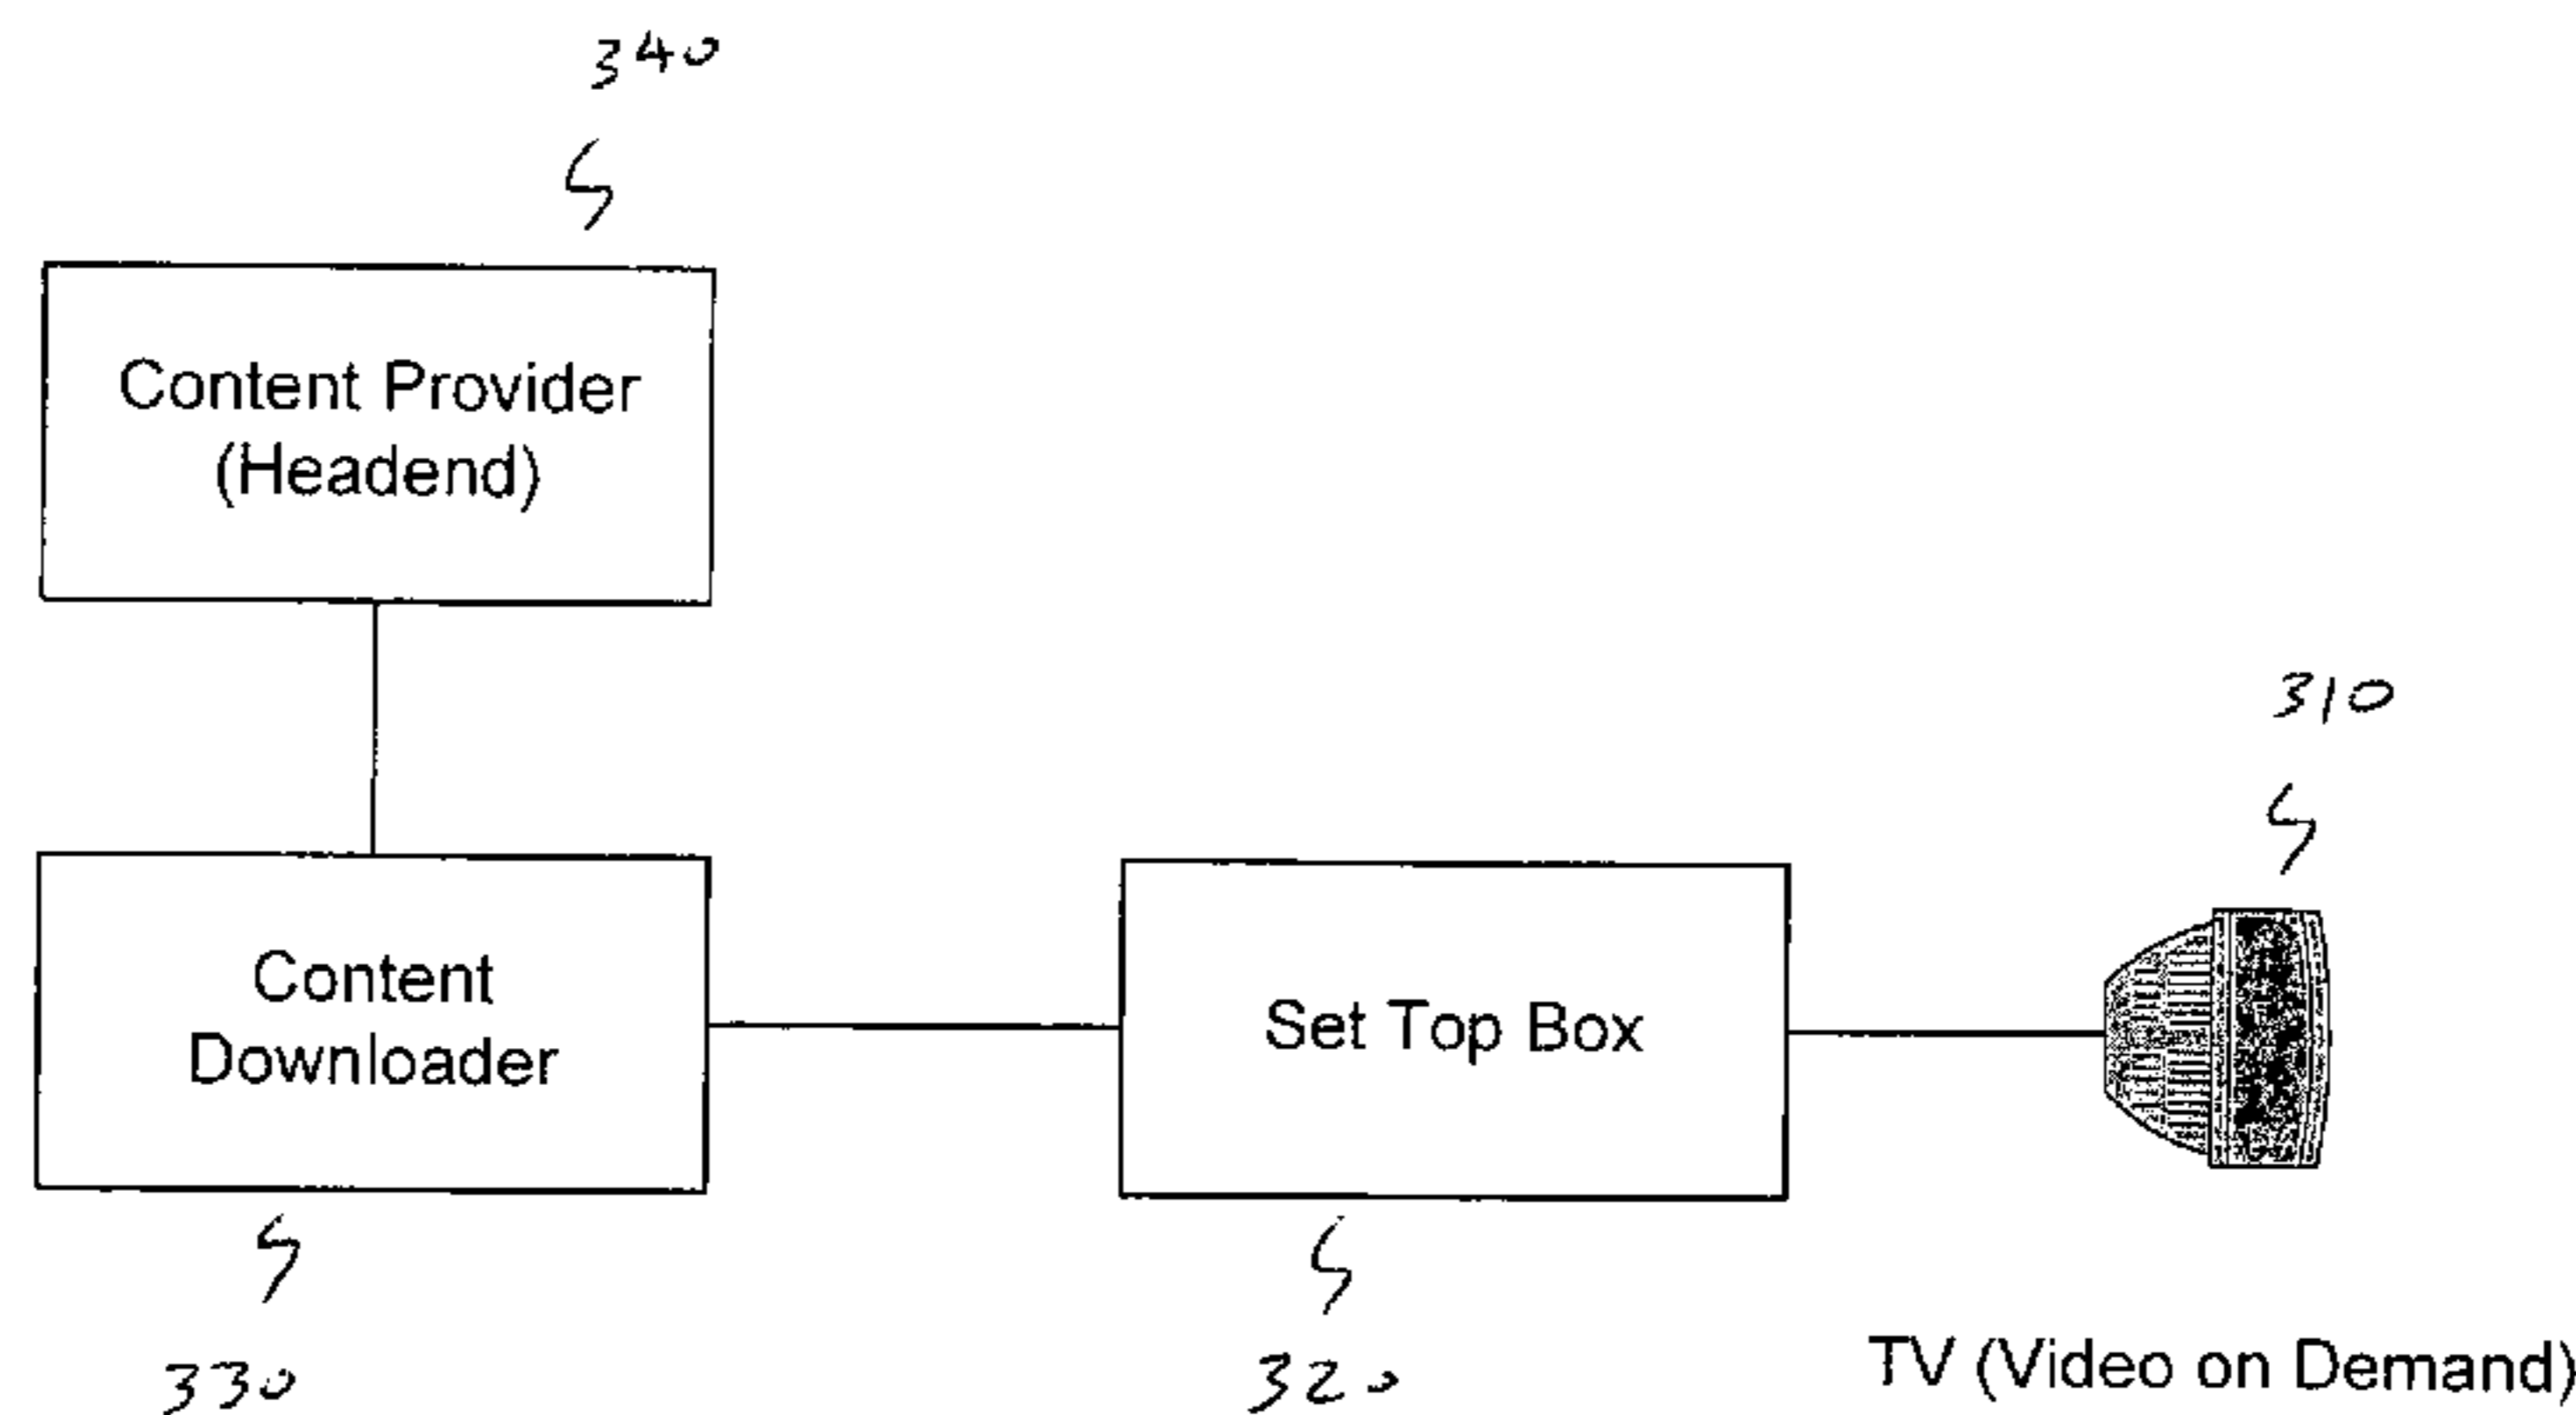 340
Content Provider
(Headend)
310
Content
Downloader
Set Top Box
330
320
TV (Video on Demand)